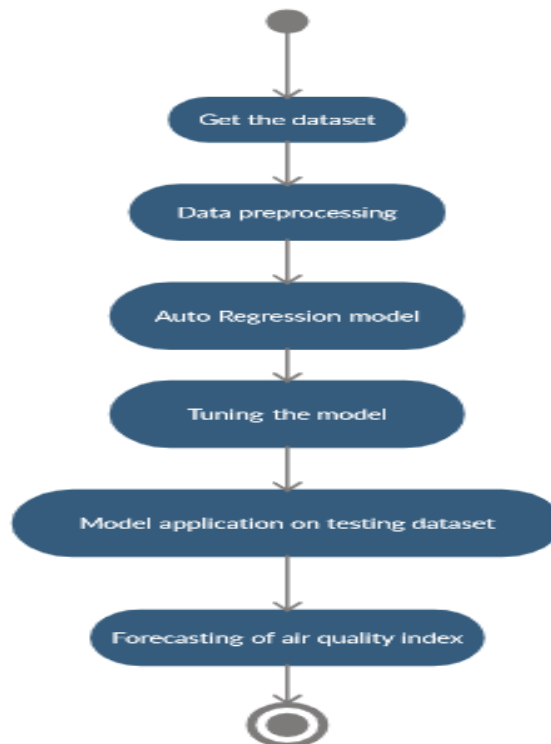 Get the dataset
Data preprocessing
Auto Regression model
Tuning the model
Model application on testing dataset
Forecasting of air quality index